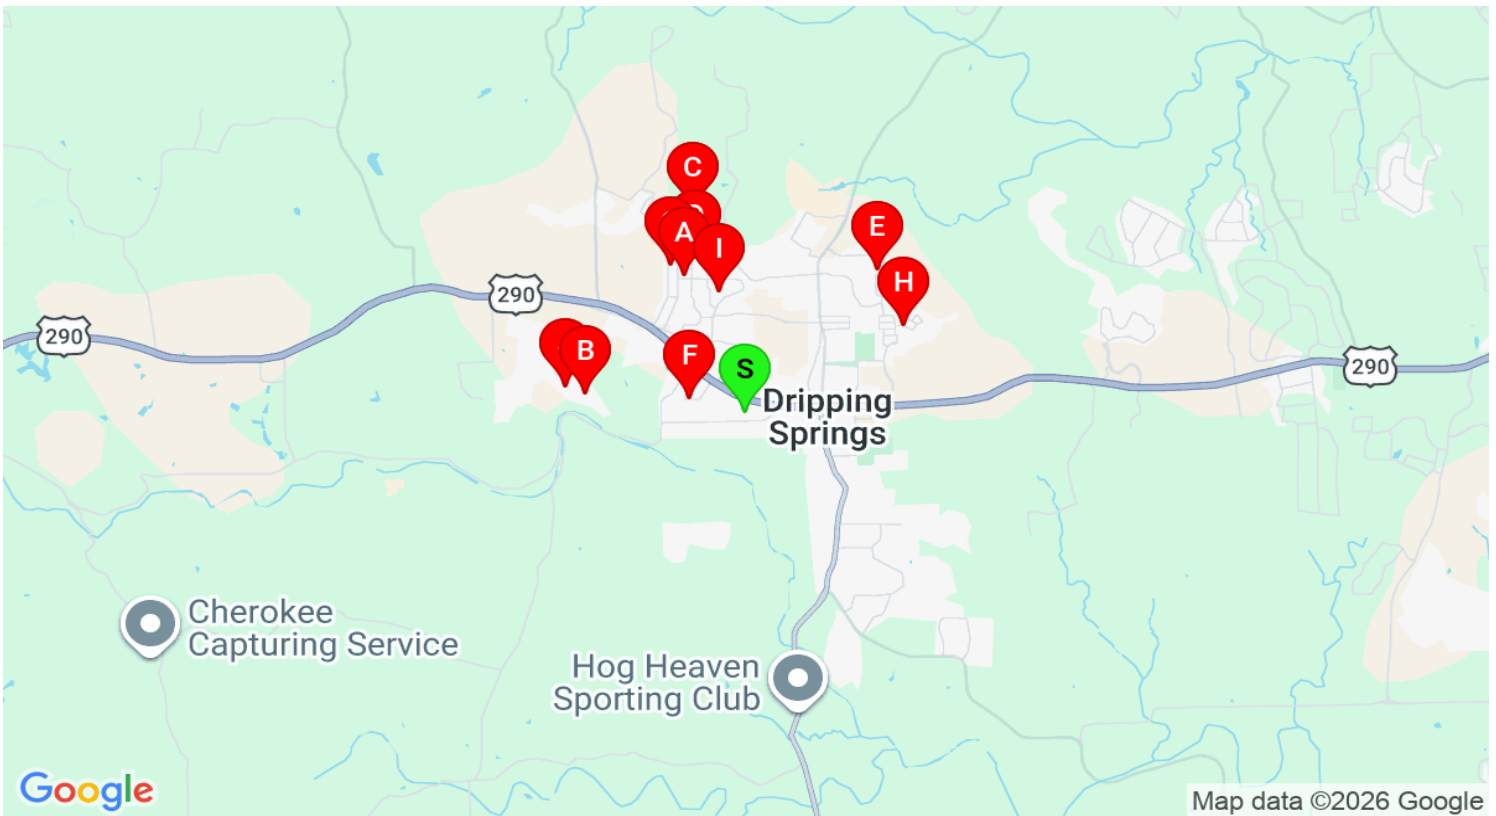 C
A
I
E
H
290
290
290
B
F
S
Dripping
Springs
Cherokee
Capturing Service
Hog Heaven
Sporting Club
Google
Map data ©2026 Google